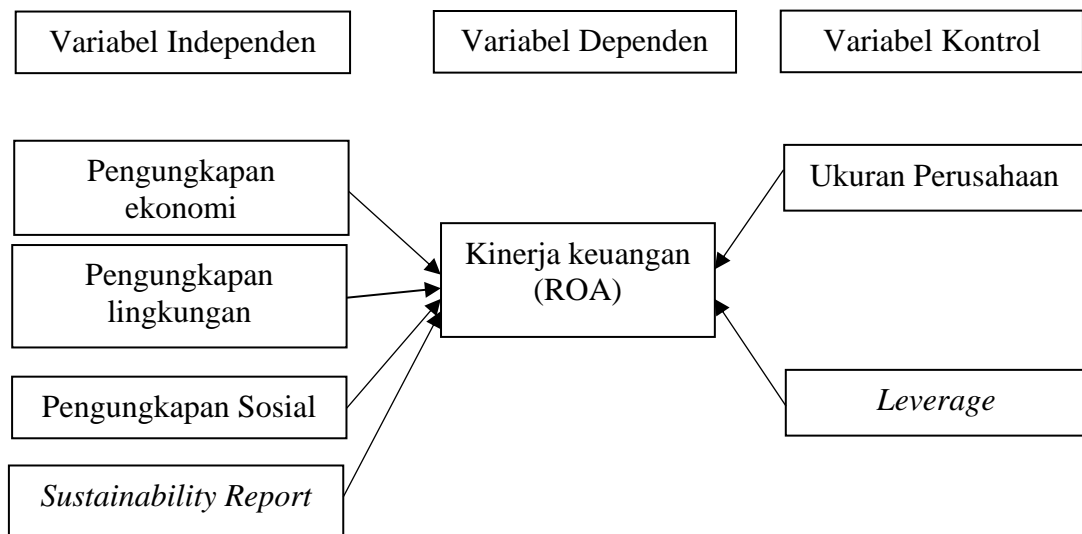 Variabel Independen
Variabel Dependen
Variabel Kontrol
Pengungkapan
ekonomi
Pengungkapan
lingkungan
Pengungkapan Sosial
Sustainability Report
Kinerja keuangan
(ROA)
Ukuran Perusahaan
Leverage